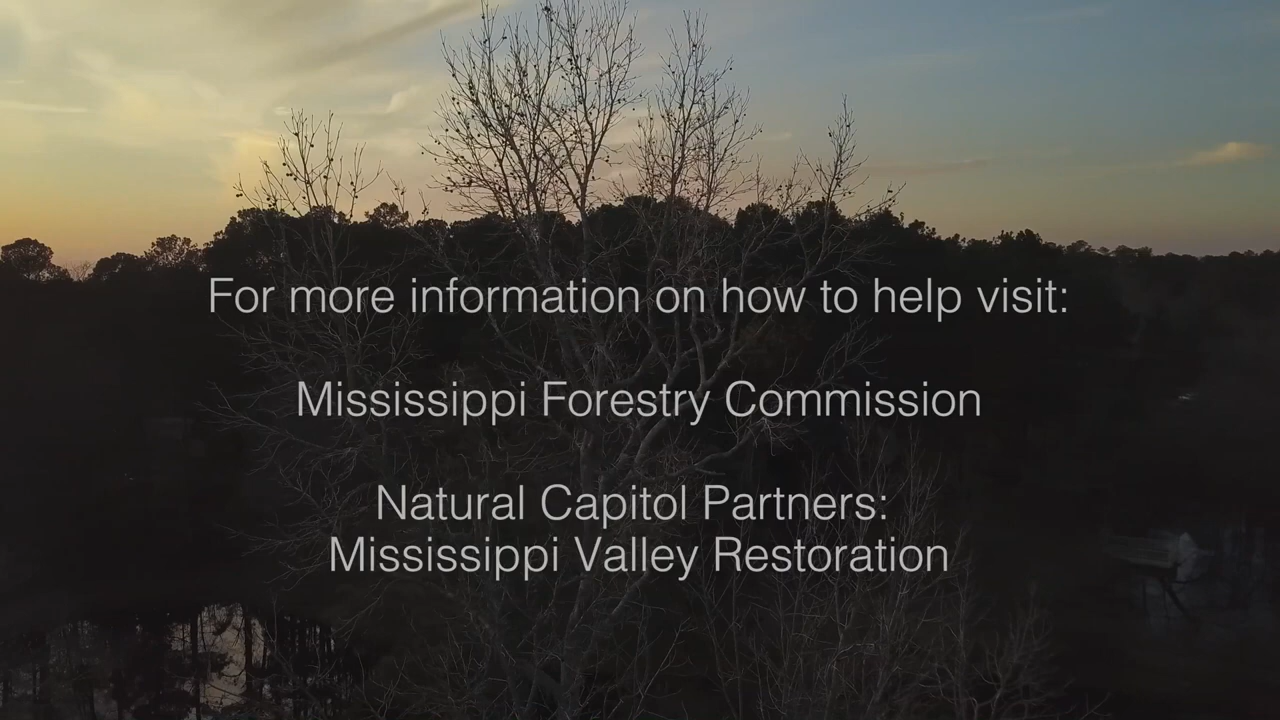 For more information on how to help visit:
Mississippi Forestry Commission
Natural Capitol Partners:
Mississippi Valley Restoration